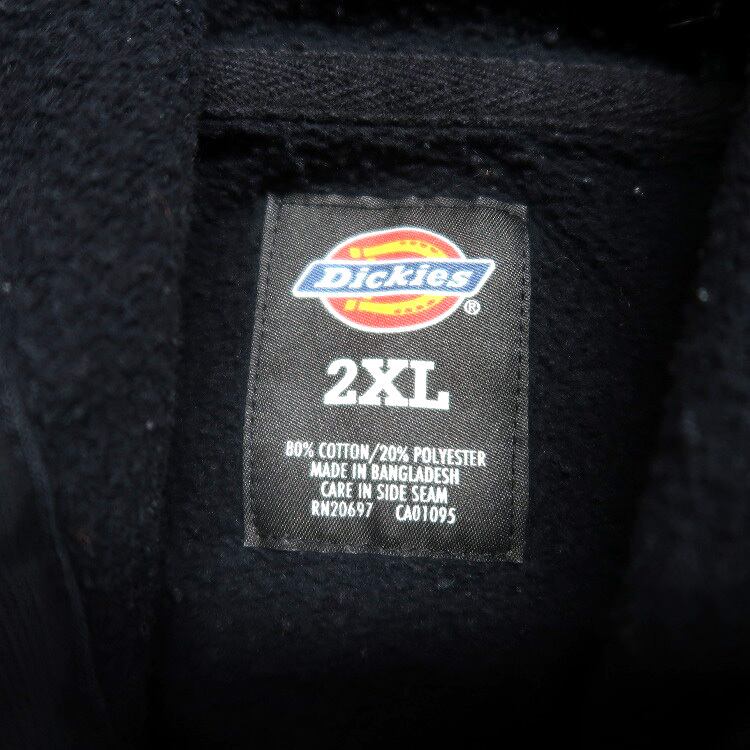 Dickies
®
2XL
80% COTTON/20% POLYESTER
MADE IN BANGLADESH
CARE IN SIDE SEAM
RN20697 CA01095